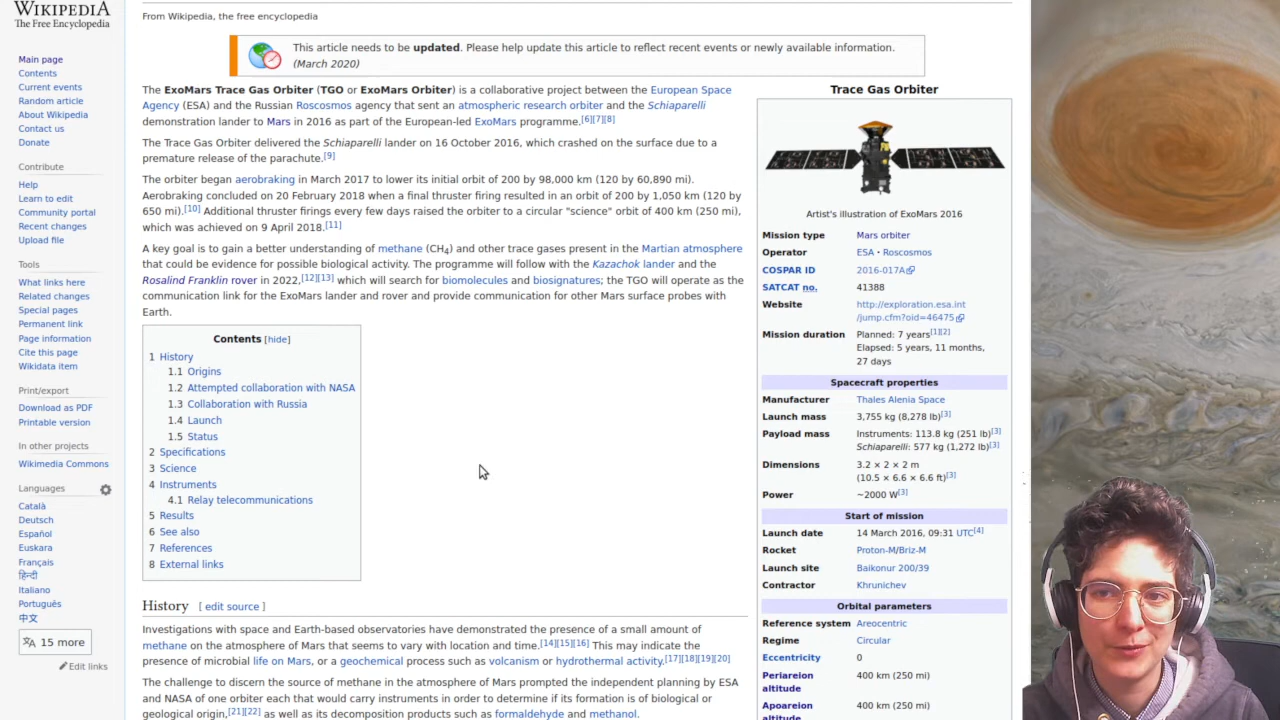 WIKIPEDIA
The Free Encyclopedia
Main page
Contents
Current events
Random article
About Wikipedia
Contact us
Donate
Contribute
Help
Learn to edit
Community portal
Recent changes
Upload file
Tools
What links here
Related changes
Special pages
Permanent link
Page information
Cite this page
Wikidata item
Print/export
Download as PDF
Printable version
In other projects
Wikimedia Commons
Languages
Català
Deutsch
Español
Euskara
Français
हिन्दी
Italiano
Português
中文
15 more
Edit links
From Wikipedia, the free encyclopedia
This article needs to be updated. Please help update this article to reflect recent events or newly available information.
(March 2020)
The ExoMars Trace Gas Orbiter (TGO or ExoMars Orbiter) is a collaborative project between the European Space
Agency (ESA) and the Russian Roscosmos agency that sent an atmospheric research orbiter and the Schiaparelli
demonstration lander to Mars in 2016 as part of the European-led ExoMars programme.[6][7][8]
The Trace Gas Orbiter delivered the Schiaparelli lander on 16 October 2016, which crashed on the surface due to a
premature release of the parachute.[9]
The orbiter began aerobraking in March 2017 to lower its initial orbit of 200 by 98,000 km (120 by 60,890 mi).
Aerobraking concluded on 20 February 2018 when a final thruster firing resulted in an orbit of 200 by 1,050 km (120 by
650 mi).[10] Additional thruster firings every few days raised the orbiter to a circular "science" orbit of 400 km (250 mi),
which was achieved on 9 April 2018.[11]
A key goal is to gain a better understanding of methane (CH4) and other trace gases present in the Martian atmosphere
that could be evidence for possible biological activity. The programme will follow with the Kazachok lander and the
Rosalind Franklin rover in 2022,[12][13] which will search for biomolecules and biosignatures; the TGO will operate as the
communication link for the ExoMars lander and rover and provide communication for other Mars surface probes with
Earth.
Contents [hide]
1 History
1.1 Origins
1.2 Attempted collaboration with NASA
1.3 Collaboration with Russia
1.4 Launch
1.5 Status
2 Specifications
3 Science
4 Instruments
4.1 Relay telecommunications
5 Results
6 See also
7 References
8 External links
History [ edit source ]
Investigations with space and Earth-based observatories have demonstrated the presence of a small amount of
methane on the atmosphere of Mars that seems to vary with location and time.[14][15][16] This may indicate the
presence of microbial life on Mars, or a geochemical process such as volcanism or hydrothermal activity.[17][18][19][20]
The challenge to discern the source of methane in the atmosphere of Mars prompted the independent planning by ESA
and NASA of one orbiter each that would carry instruments in order to determine if its formation is of biological or
geological origin,[21][22] as well as its decomposition products such as formaldehyde and methanol.
Trace Gas Orbiter
Artist's illustration of ExoMars 2016
Mission type Mars orbiter
Operator ESA · Roscosmos
COSPAR ID 2016-017A
SATCAT no. 41388
Website http://exploration.esa.int
/jump.cfm?oid=46475
Mission duration Planned: 7 years[1][2]
Elapsed: 5 years, 11 months,
27 days
Spacecraft properties
Manufacturer Thales Alenia Space
Launch mass 3,755 kg (8,278 lb)[3]
Payload mass Instruments: 113.8 kg (251 lb)[3]
Schiaparelli: 577 kg (1,272 lb)[3]
Dimensions 3.2 × 2 × 2 m
(10.5 × 6.6 × 6.6 ft)[3]
Power ~2000 W[3]
Start of mission
Launch date 14 March 2016, 09:31 UTC[4]
Rocket Proton-M/Briz-M
Launch site Baikonur 200/39
Contractor Khrunichev
Orbital parameters
Reference system Areocentric
Regime Circular
Eccentricity 0
Periareion 400 km (250 mi)
altitude
Apoareion 400 km (250 mi)
altitude